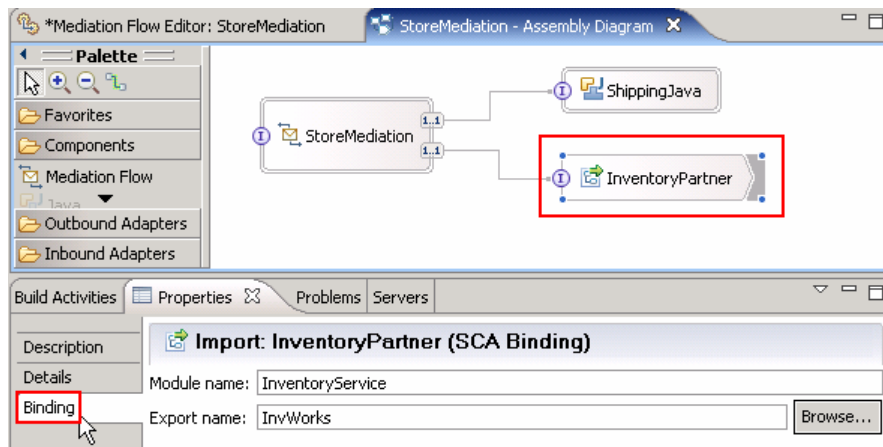 *Mediation Flow Editor: StoreMediation
StoreMediation - Assembly Diagram
Palette
Favorites
Components
Mediation Flow
Java
Outbound Adapters
Inbound Adapters
I StoreMediation
1..1
1..1
I ShippingJava
I InventoryPartner
Build Activities Properties Problems Servers
Description
Details
Binding
Import: InventoryPartner (SCA Binding)
Module name: InventoryService
Export name: InvWorks Browse...